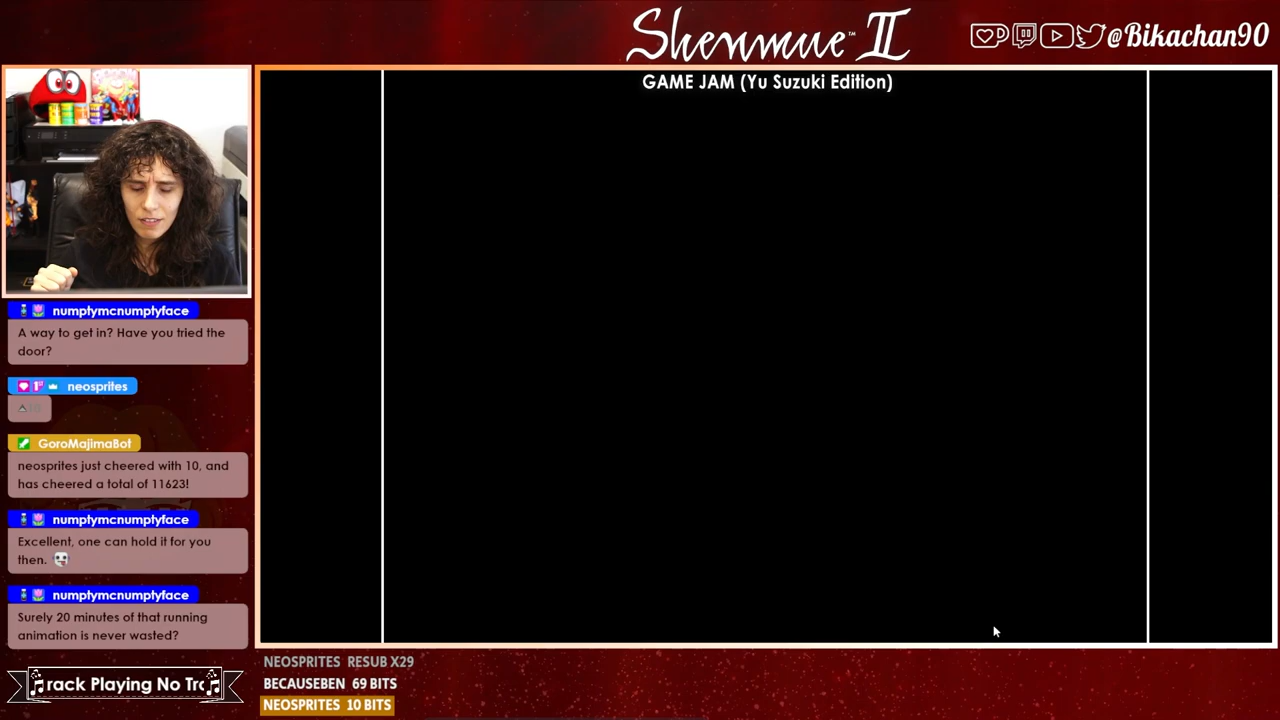 Shenmue™ II
@Bikachan90
GAME JAM (Yu Suzuki Edition)
numptymcnumptyface
A way to get in? Have you tried the
door?
1st neosprites
10
GoroMajimaBot
neosprites just cheered with 10, and
has cheered a total of 11623!
numptymcnumptyface
Excellent, one can hold it for you
then.
numptymcnumptyface
Surely 20 minutes of that running
animation is never wasted?
rack Playing No Tr
NEOSPRITES RESUB X29
BECAUSEBEN 69 BITS
NEOSPRITES 10 BITS